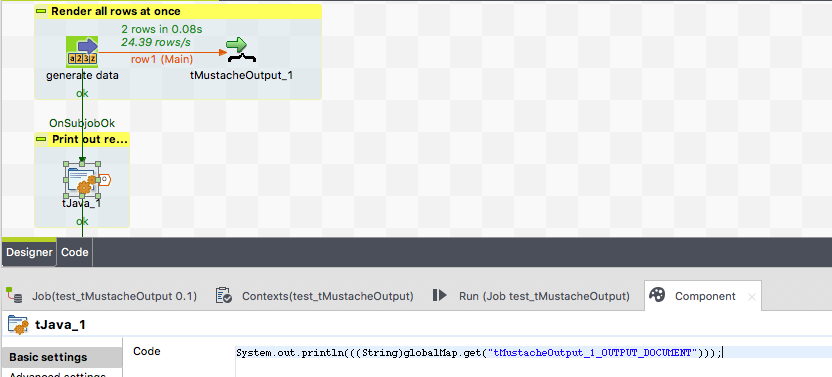 Render all rows at once
2 rows in 0.08s
24.39 rows/s
row1 (Main)
generate data
tMustacheOutput_1
ok
OnSubjobOk
Print out re...
tJava_1
ok
Designer
Code
Job(test_tMustacheOutput 0.1)
Contexts(test_tMustacheOutput)
Run (Job test_tMustacheOutput)
Component
tJava_1
Basic settings
Code
System.out.println(((String)globalMap.get("tMustacheOutput_1_OUTPUT_DOCUMENT")));
Advanced settings